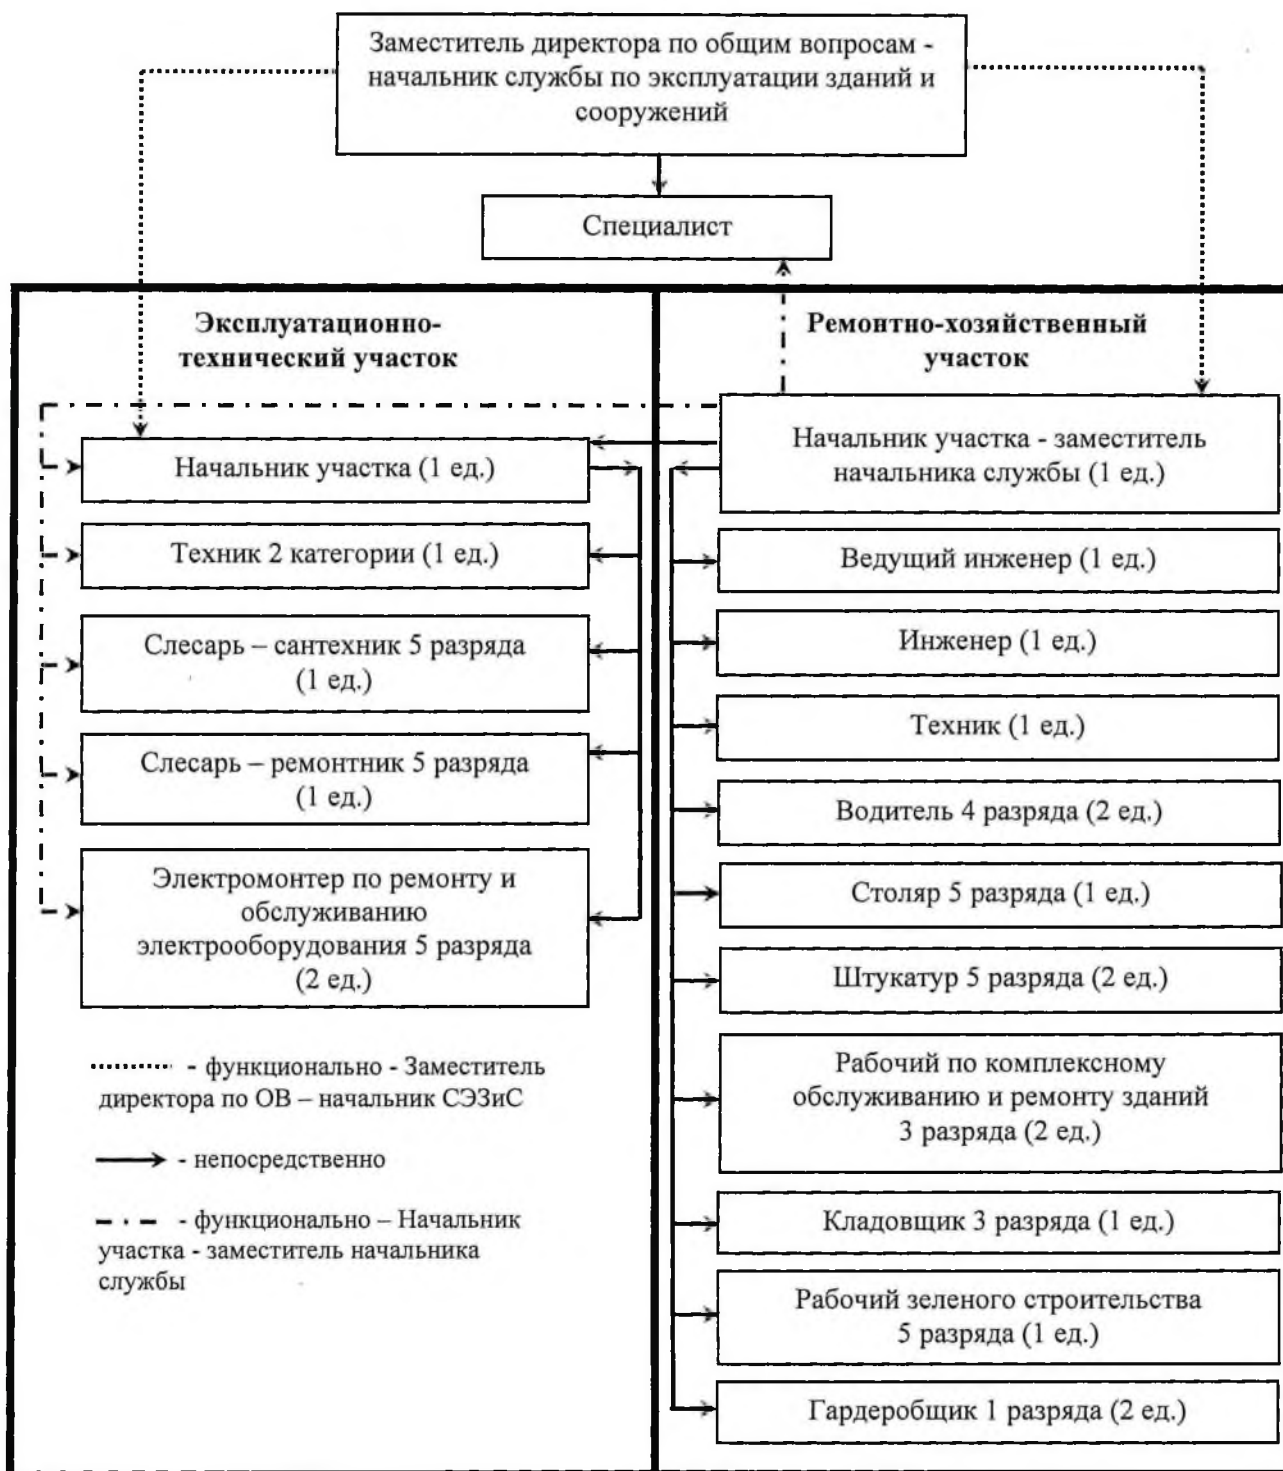 Заместитель директора по общим вопросам -
начальник службы по эксплуатации зданий и
сооружений
Специалист
Эксплуатационно-
технический участок
Начальник участка (1 ед.)
Техник 2 категории (1 ед.)
Слесарь – сантехник 5 разряда
(1 ед.)
Слесарь – ремонтник 5 разряда
(1 ед.)
Электромонтер по ремонту и
обслуживанию
электрооборудования 5 разряда
(2 ед.)
- функционально - Заместитель
директора по ОВ – начальник СЭЗиС
- непосредственно
- функционально – Начальник
участка - заместитель начальника
службы
Ремонтно-хозяйственный
участок
Начальник участка - заместитель
начальника службы (1 ед.)
Ведущий инженер (1 ед.)
Инженер (1 ед.)
Техник (1 ед.)
Водитель 4 разряда (2 ед.)
Столяр 5 разряда (1 ед.)
Штукатур 5 разряда (2 ед.)
Рабочий по комплексному
обслуживанию и ремонту зданий
3 разряда (2 ед.)
Кладовщик 3 разряда (1 ед.)
Рабочий зеленого строительства
5 разряда (1 ед.)
Гардеробщик 1 разряда (2 ед.)